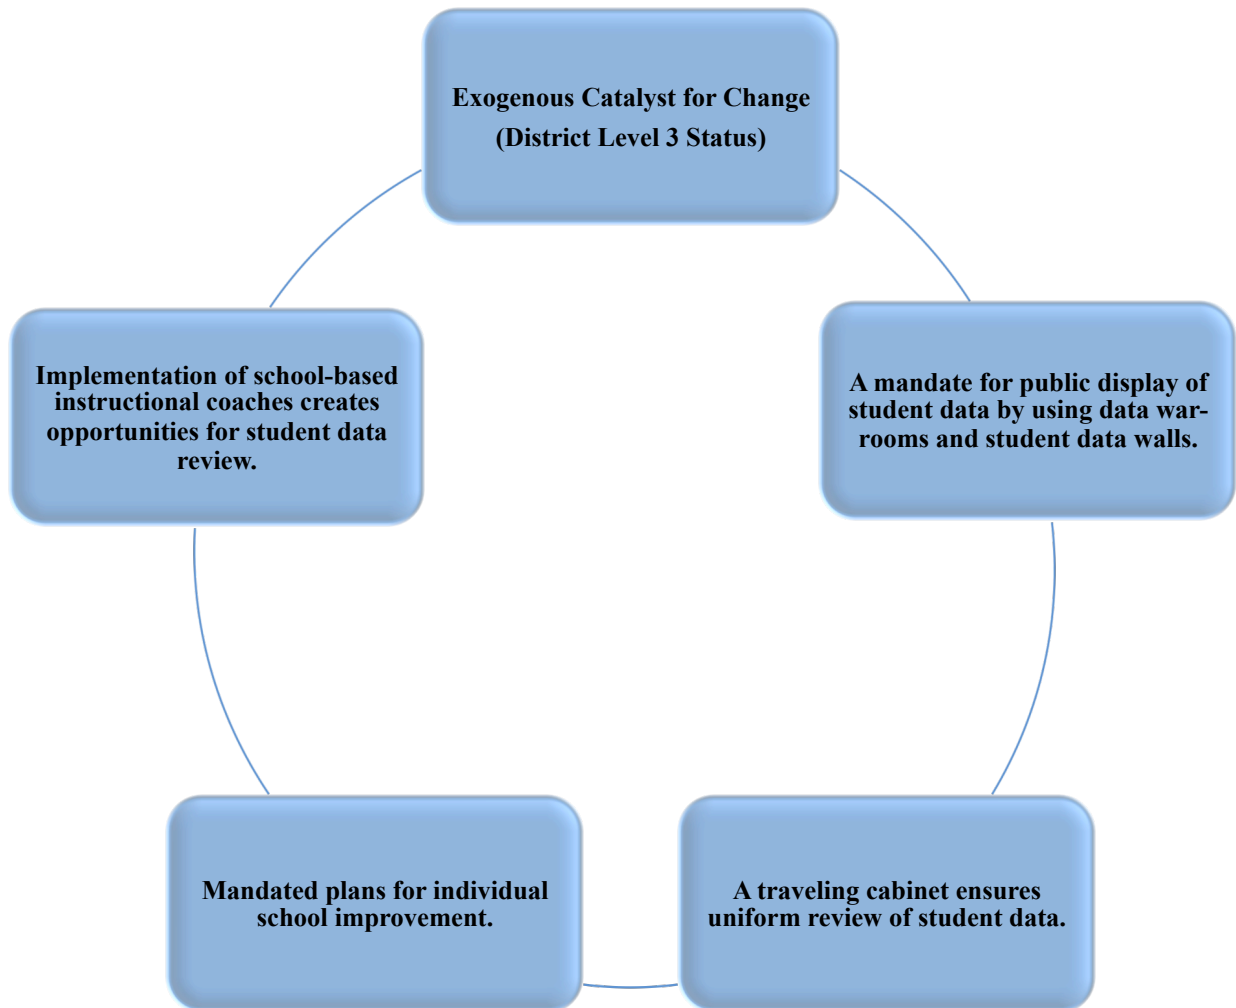 Exogenous Catalyst for Change
(District Level 3 Status)
A mandate for public display of
student data by using data war-
rooms and student data walls.
A traveling cabinet ensures
uniform review of student data.
Mandated plans for individual
school improvement.
Implementation of school-based
instructional coaches creates
opportunities for student data
review.